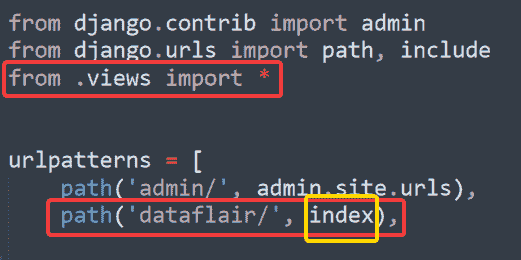 from django.contrib import admin
from django.urls import path, include
from .views import *
urlpatterns = [
path('admin/', admin.site.urls),
path('dataflair/', index),